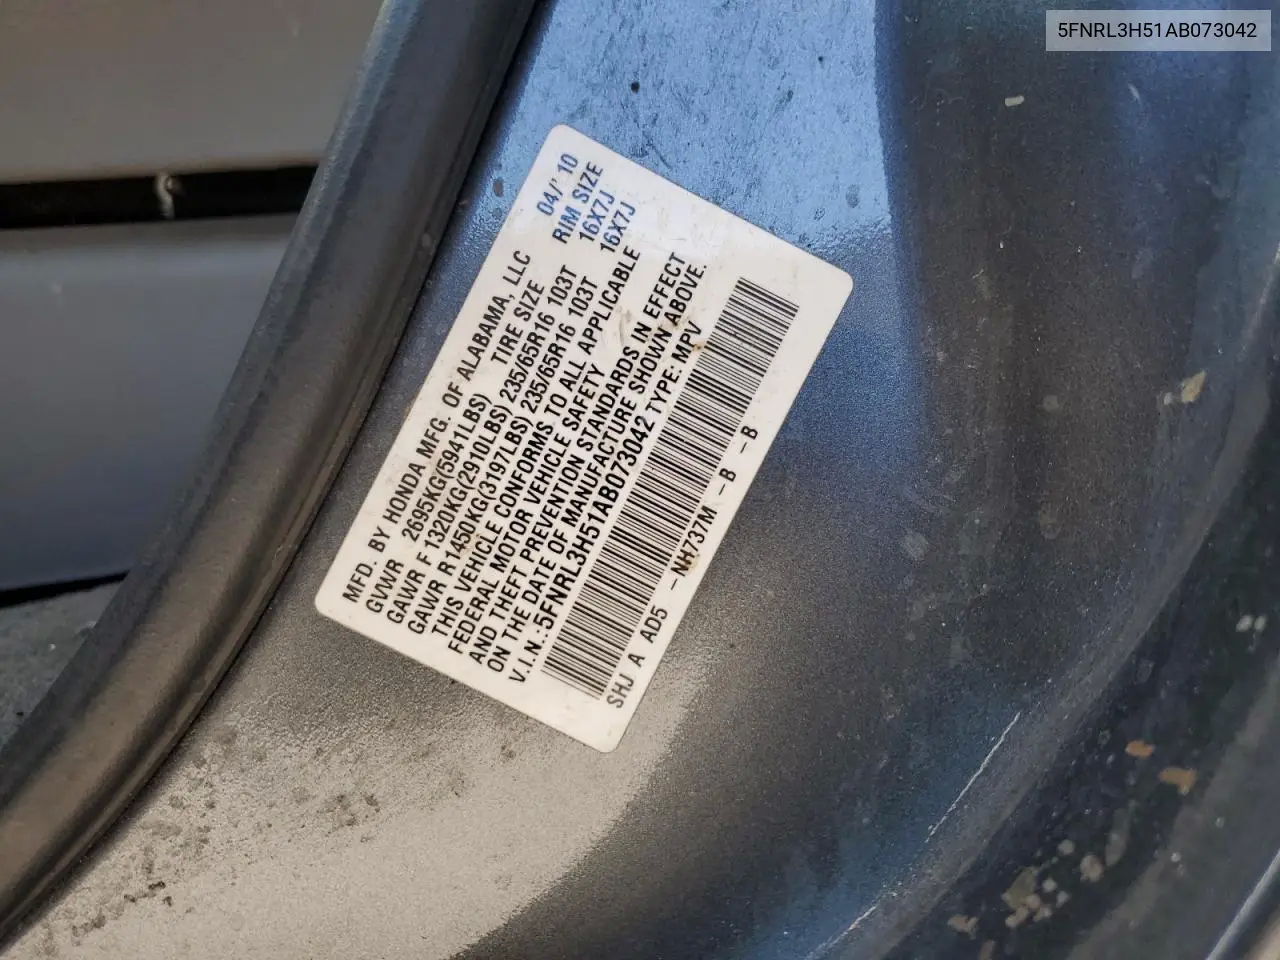 5FNRL3H51AB073042
MFD. BY HONDA MFG. OF ALABAMA, LLC 04/' 10
GVWR 2695KG(5941LBS) TIRE SIZE RIM SIZE
GAWR F 1320KG(2910LBS) 235/65R16 103T 16X7J
GAWR R1450KG(3197LBS) 235/65R16 103T 16X7J
THIS VEHICLE CONFORMS TO ALL APPLICABLE
FEDERAL MOTOR VEHICLE SAFETY
AND THEFT PREVENTION STANDARDS IN EFFECT
ON THE DATE OF MANUFACTURE SHOWN ABOVE.
V.I.N.:5FNRL3H51AB073042 TYPE: MPV
SHJ A AD5 -NH737M -B -B